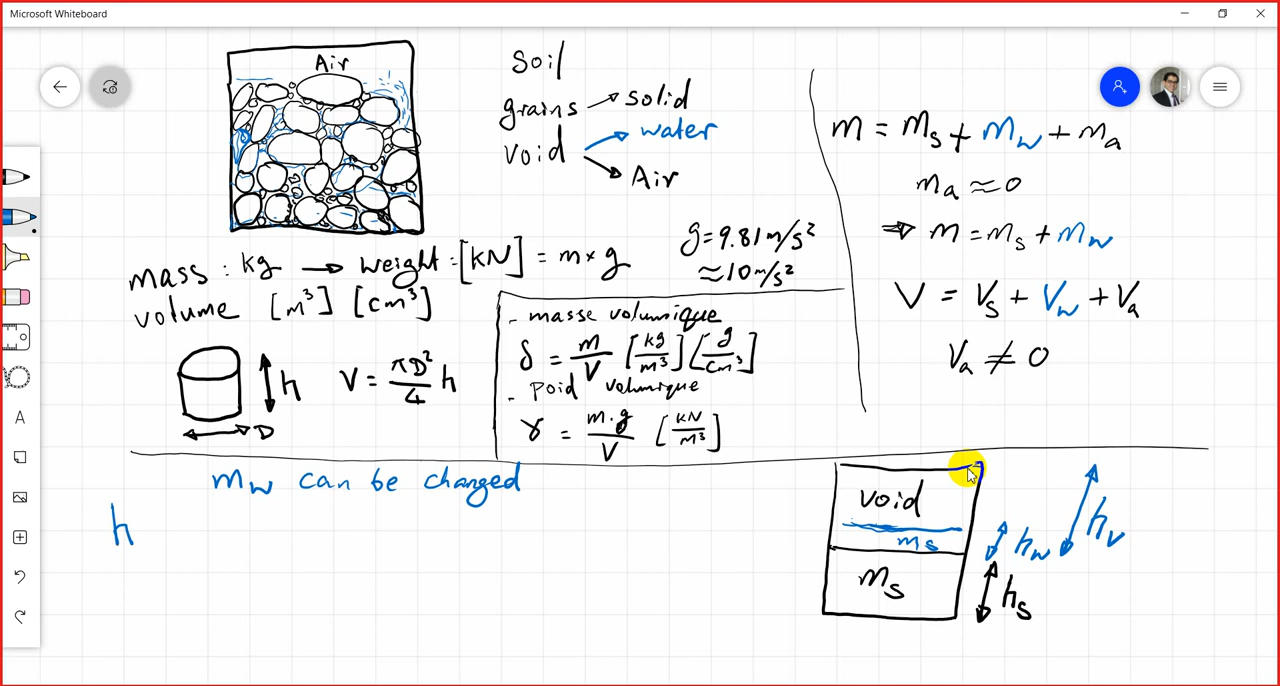 Microsoft Whiteboard
Air
Soil
grains → solid
void → water
→ Air
mass : kg → weight : [kN] = m × g
g = 9.81 m/s²
≈ 10 m/s²
volume [m³] [cm³]
h
D
V = πD²/4 h
- masse volumique
δ = m/V [kg/m³] [g/cm³]
- Poid volumique
γ = m·g/V [kN/m³]
m = ms + mw + ma
ma ≈ 0
⇒ m = ms + mw
V = Vs + Vw + Va
Va ≠ 0
mw can be changed
h
void
ms
ms
hw
hv
hs
A